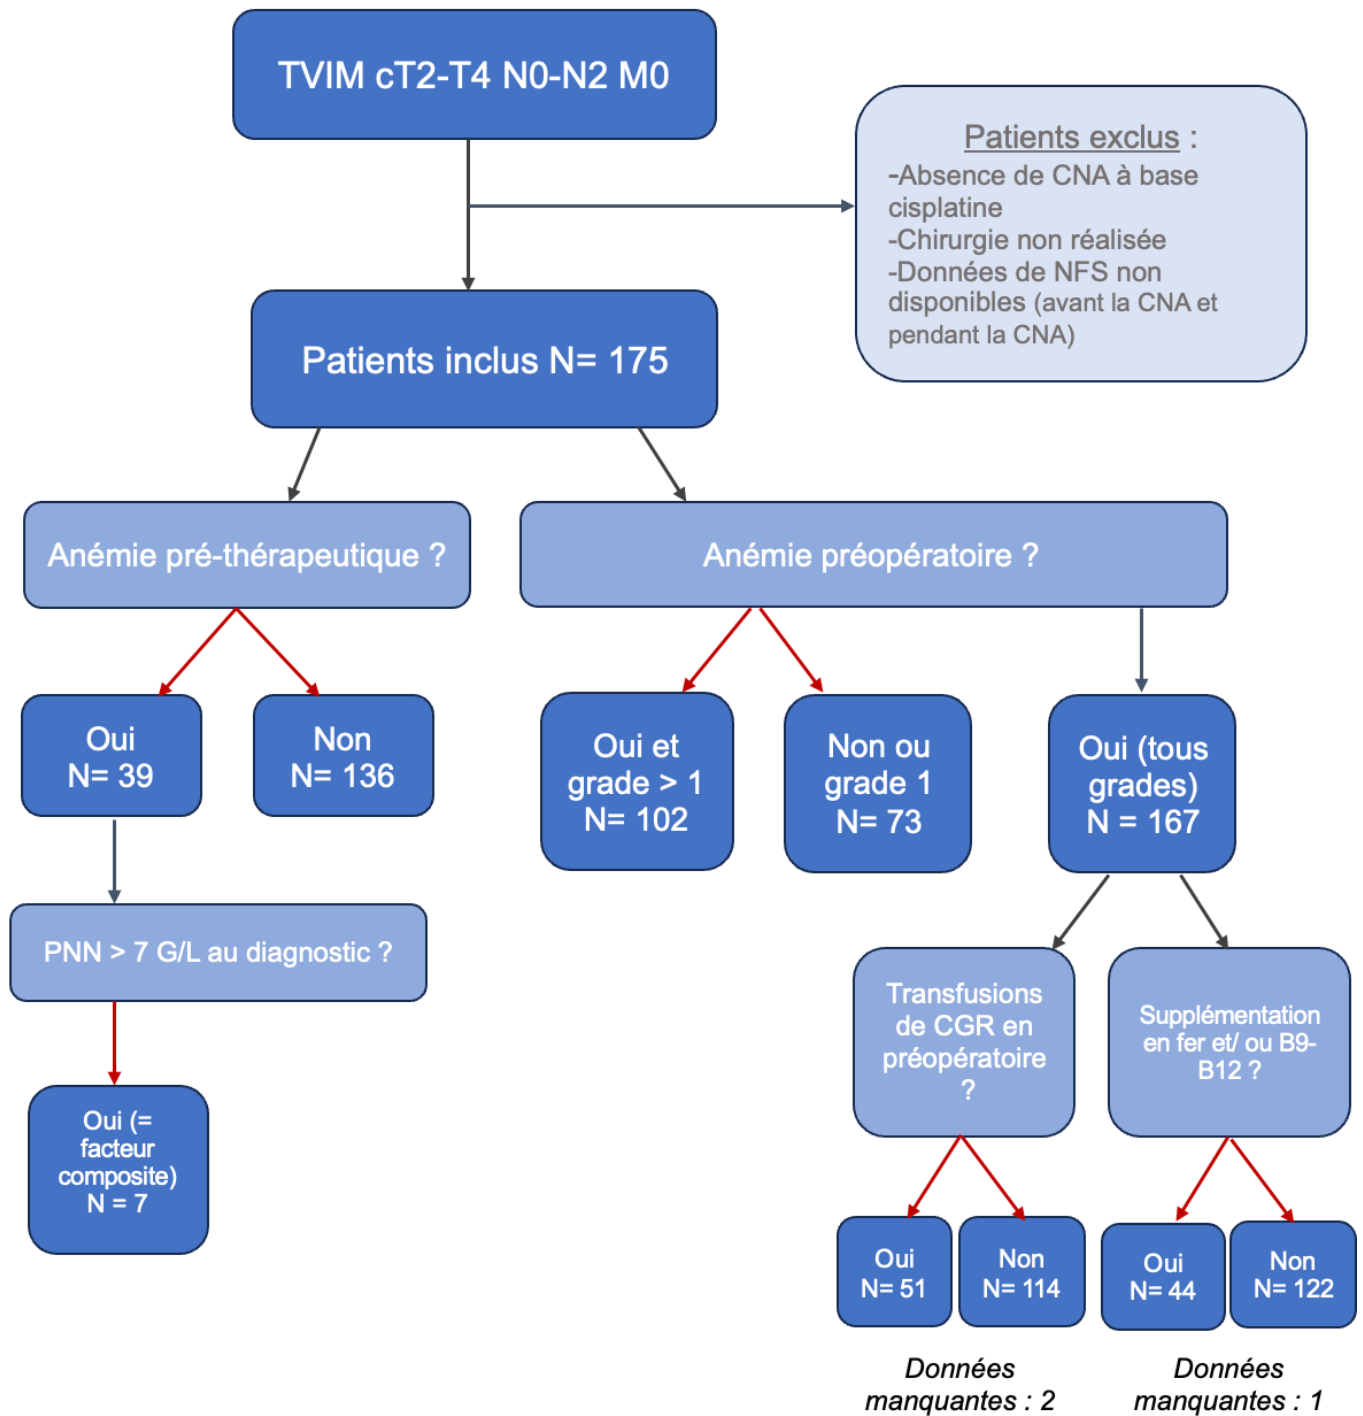 TVIM cT2-T4 N0-N2 M0
Patients exclus :
-Absence de CNA à base
cisplatine
-Chirurgie non réalisée
-Données de NFS non
disponibles (avant la CNA et
pendant la CNA)
Patients inclus N= 175
Anémie pré-thérapeutique ?
Anémie préopératoire ?
Oui
N= 39
Non
N= 136
Oui et
grade > 1
N= 102
Non ou
grade 1
N= 73
Oui (tous
grades)
N = 167
PNN > 7 G/L au diagnostic ?
Transfusions
de CGR en
préopératoire
?
Supplémentation
en fer et/ ou B9-
B12 ?
Oui (=
facteur
composite)
N = 7
Oui
N= 51
Non
N= 114
Oui
N= 44
Non
N= 122
Données
manquantes : 2
Données
manquantes : 1